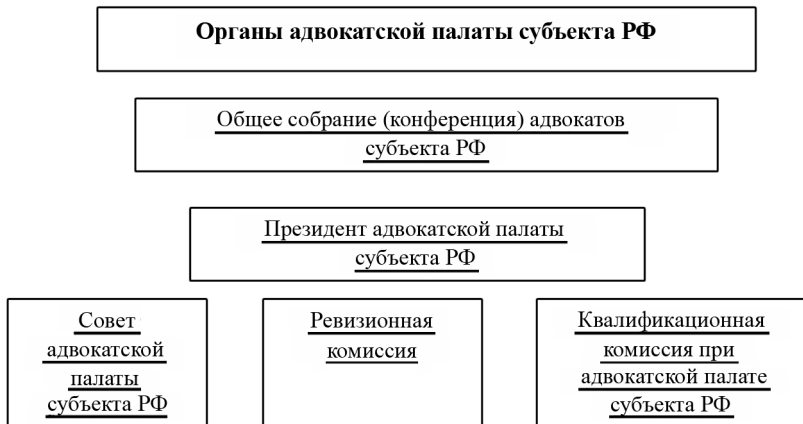 Органы адвокатской палаты субъекта РФ
Общее собрание (конференция) адвокатов
субъекта РФ
Президент адвокатской палаты
субъекта РФ
Совет
адвокатской
палаты
субъекта РФ
Ревизионная
комиссия
Квалификационная
комиссия при
адвокатской палате
субъекта РФ